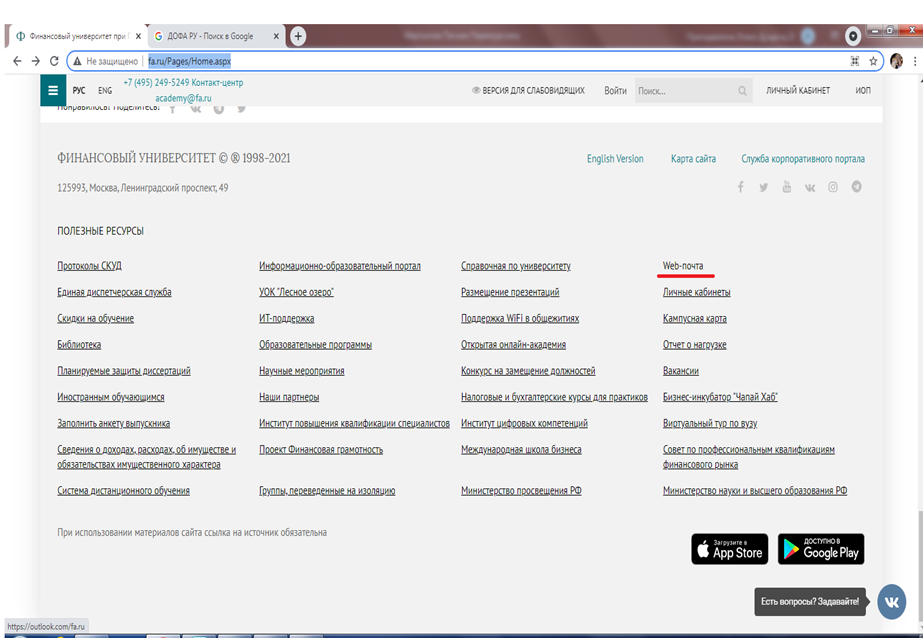 Финансовый университет при П
ДОФА РУ - Поиск в Google
Не защищено
fa.ru/Pages/Home.aspx
РУС ENG +7 (495) 249-5249 Контакт-центр
academy@fa.ru
ВЕРСИЯ ДЛЯ СЛАБОВИДЯЩИХ Войти Поиск... ЛИЧНЫЙ КАБИНЕТ ИОП
Понравилось? Поделитесь!
ФИНАНСОВЫЙ УНИВЕРСИТЕТ © ® 1998-2021
English Version Карта сайта Служба корпоративного портала
125993, Москва, Ленинградский проспект, 49
ПОЛЕЗНЫЕ РЕСУРСЫ
Протоколы СКУД Информационно-образовательный портал Справочная по университету Web-почта
Единая диспетчерская служба УОК "Лесное озеро" Размещение презентаций Личные кабинеты
Скидки на обучение ИТ-поддержка Поддержка WiFi в общежитиях Кампусная карта
Библиотека Образовательные программы Открытая онлайн-академия Отчет о нагрузке
Планируемые защиты диссертаций Научные мероприятия Конкурс на замещение должностей Вакансии
Иностранным обучающимся Наши партнеры Налоговые и бухгалтерские курсы для практиков Бизнес-инкубатор "Чапай Хаб"
Заполнить анкету выпускника Институт повышения квалификации специалистов Институт цифровых компетенций Виртуальный тур по вузу
Сведения о доходах, расходах, об имуществе и Проект Финансовая грамотность Международная школа бизнеса Совет по профессиональным квалификациям
обязательствах имущественного характера финансового рынка
Система дистанционного обучения Группы, переведенные на изоляцию Министерство просвещения РФ Министерство науки и высшего образования РФ
При использовании материалов сайта ссылка на источник обязательна
Загрузите в
App Store
ДОСТУПНО В
Google Play
Есть вопросы? Задавайте!
https://outlook.com/fa.ru